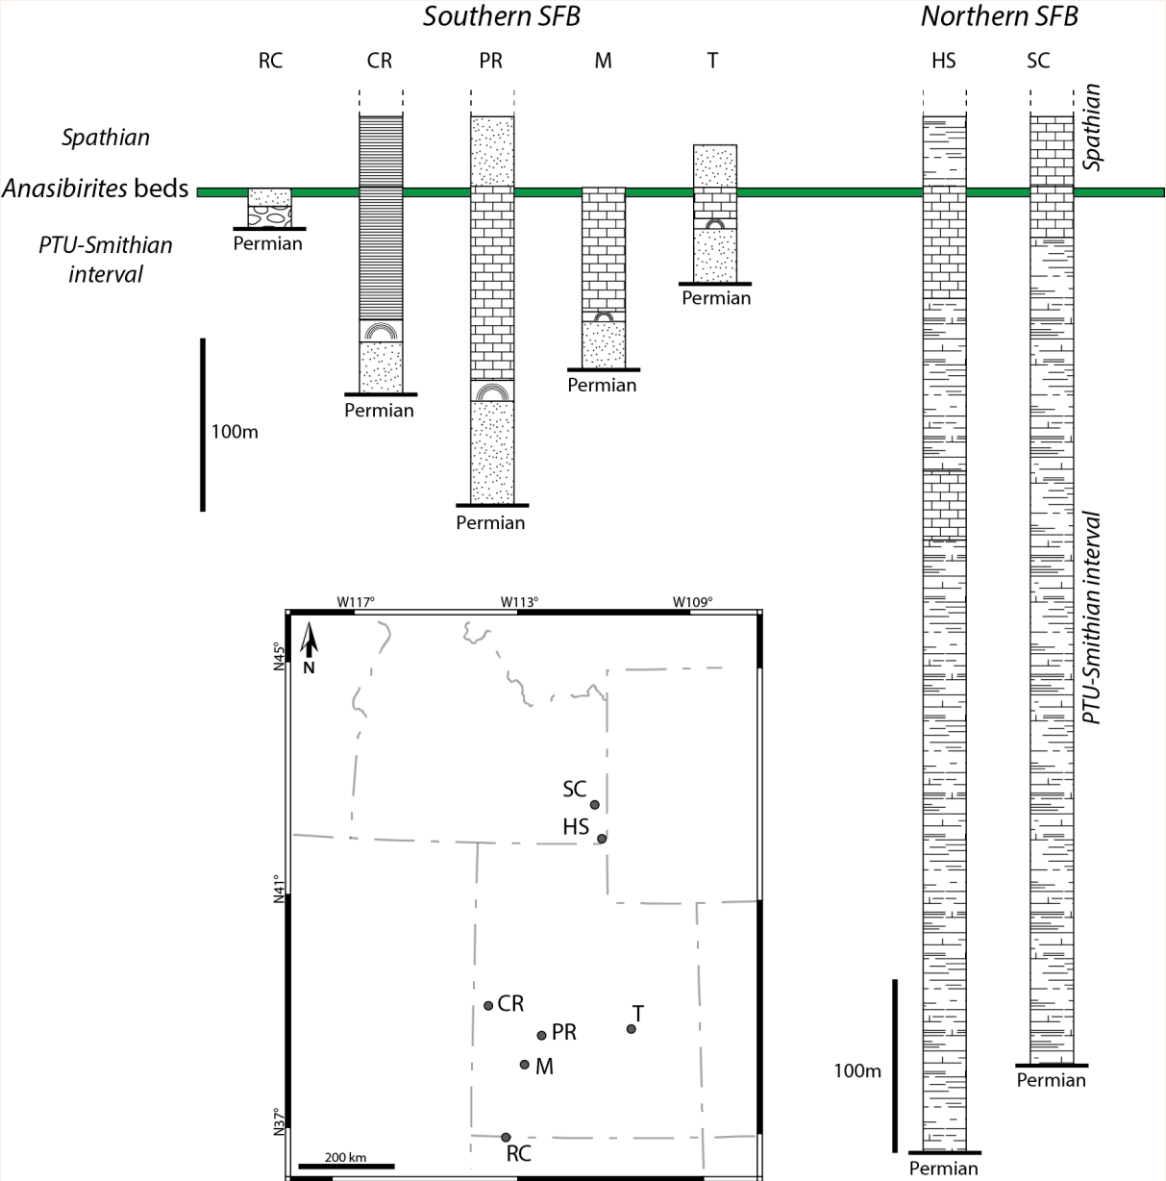 Southern SFB
Northern SFB
RC CR PR M T HS SC
Spathian
Spathian
Anasibirites beds
PTU-Smithian
interval
Permian
Permian
Permian
Permian
Permian
100m
PTU-Smithian interval
W117° W113° W109°
N45°
N
SC
HS
N41°
CR
PR
T
M
N37°
RC
200 km
100m
Permian
Permian